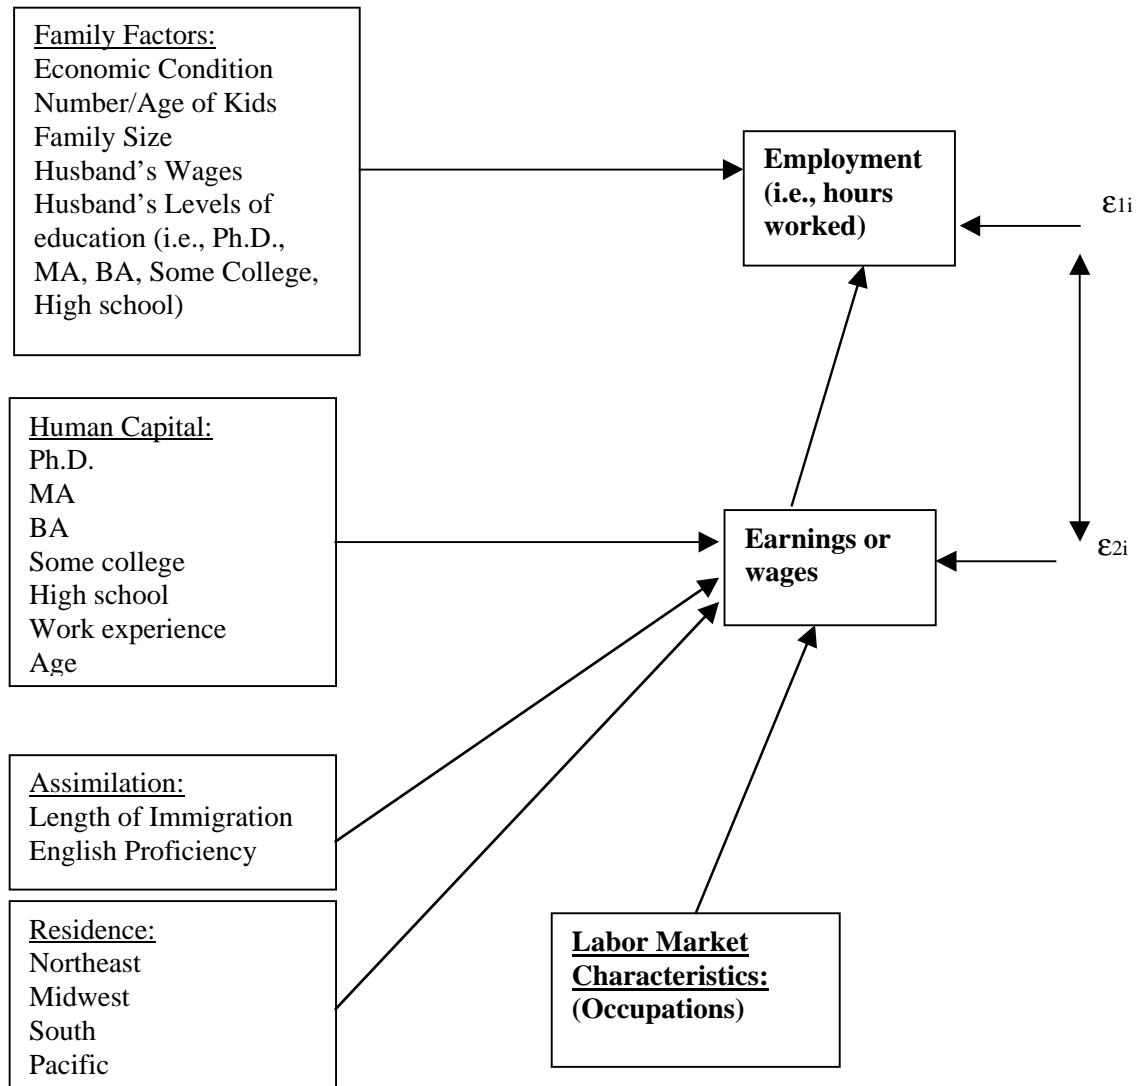 Family Factors:
Economic Condition
Number/Age of Kids
Family Size
Husband’s Wages
Husband’s Levels of
education (i.e., Ph.D.,
MA, BA, Some College,
High school)
Employment
(i.e., hours
worked)
ε1i
Human Capital:
Ph.D.
MA
BA
Some college
High school
Work experience
Age
Earnings or
wages
ε2i
Assimilation:
Length of Immigration
English Proficiency
Residence:
Northeast
Midwest
South
Pacific
Labor Market
Characteristics:
(Occupations)